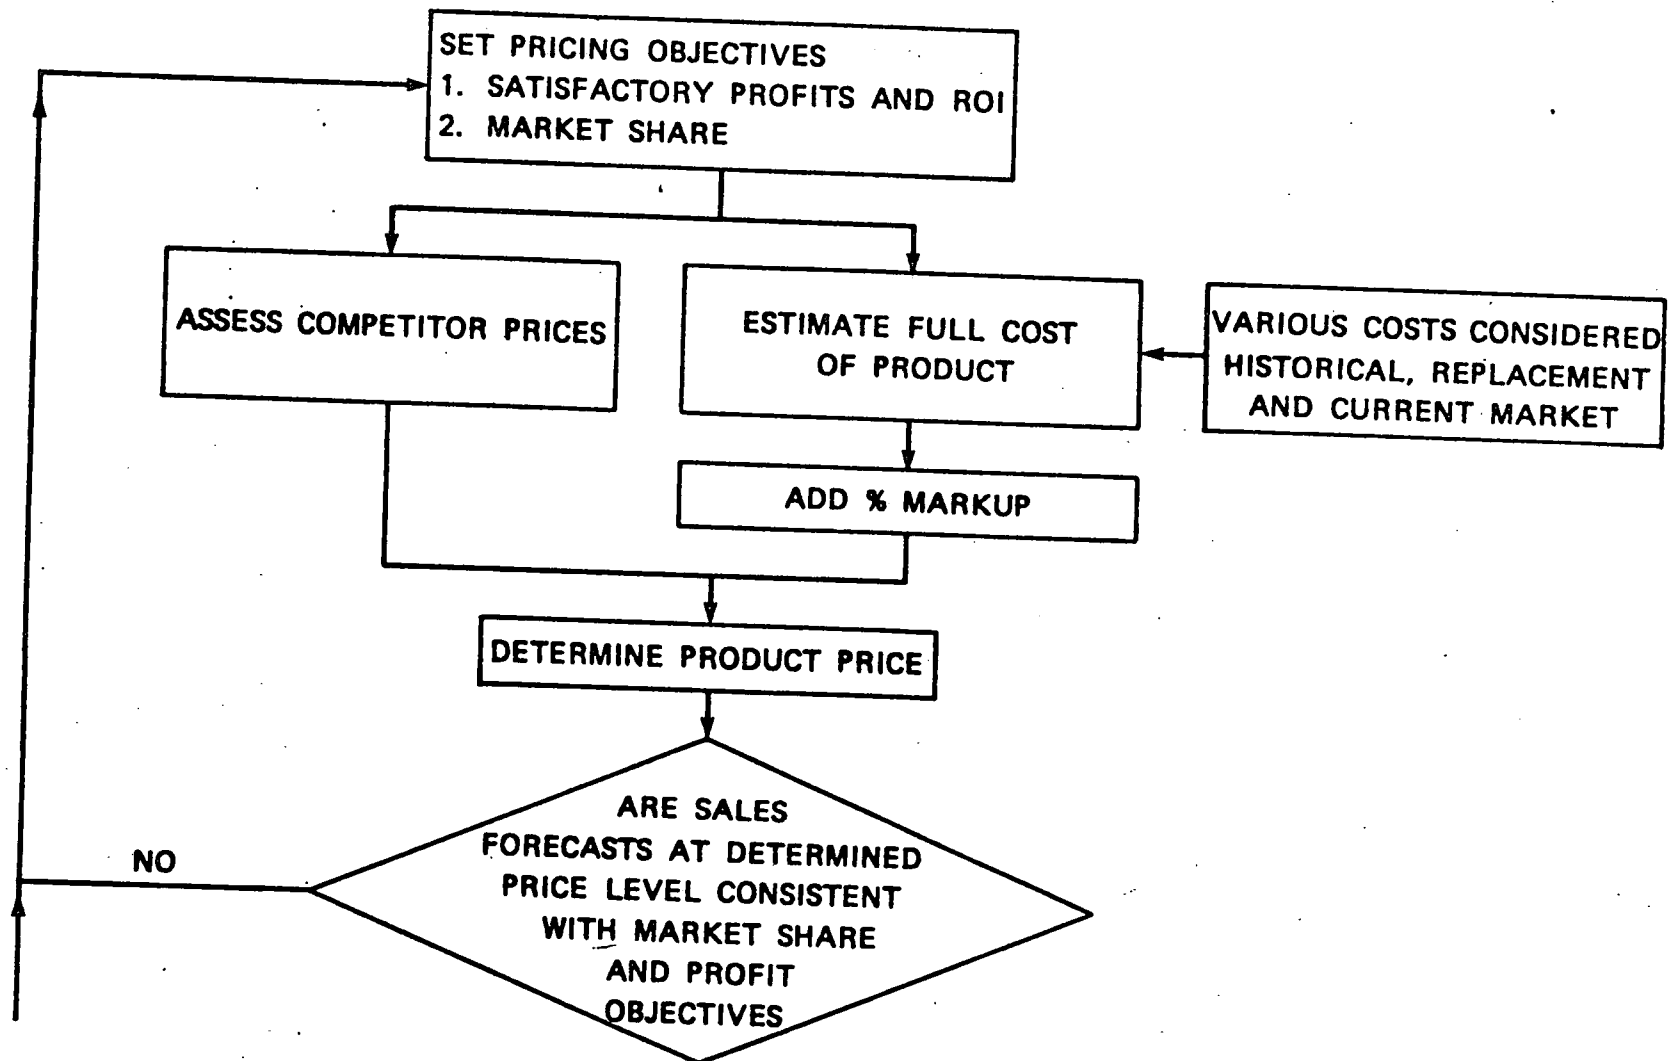 SET PRICING OBJECTIVES
1. SATISFACTORY PROFITS AND ROI
2. MARKET SHARE
ASSESS COMPETITOR PRICES
ESTIMATE FULL COST
OF PRODUCT
VARIOUS COSTS CONSIDERED
HISTORICAL, REPLACEMENT
AND CURRENT MARKET
ADD % MARKUP
DETERMINE PRODUCT PRICE
ARE SALES
FORECASTS AT DETERMINED
PRICE LEVEL CONSISTENT
WITH MARKET SHARE
AND PROFIT
OBJECTIVES
NO